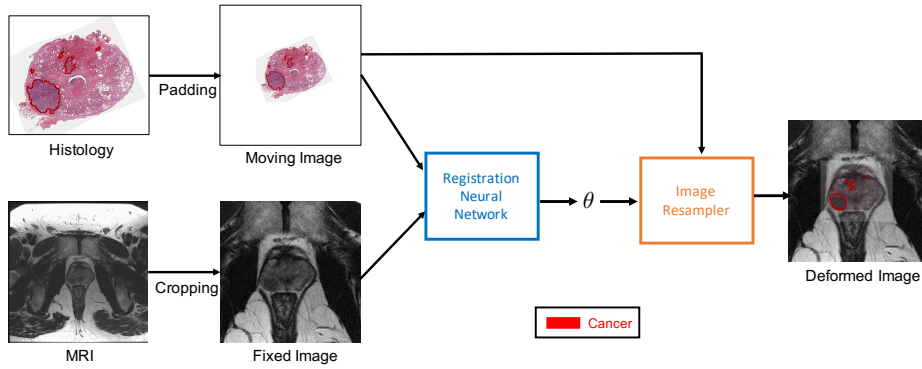 Histology
Padding
Moving Image
MRI
Cropping
Fixed Image
Registration
Neural
Network
θ
Image
Resampler
Deformed Image
Cancer